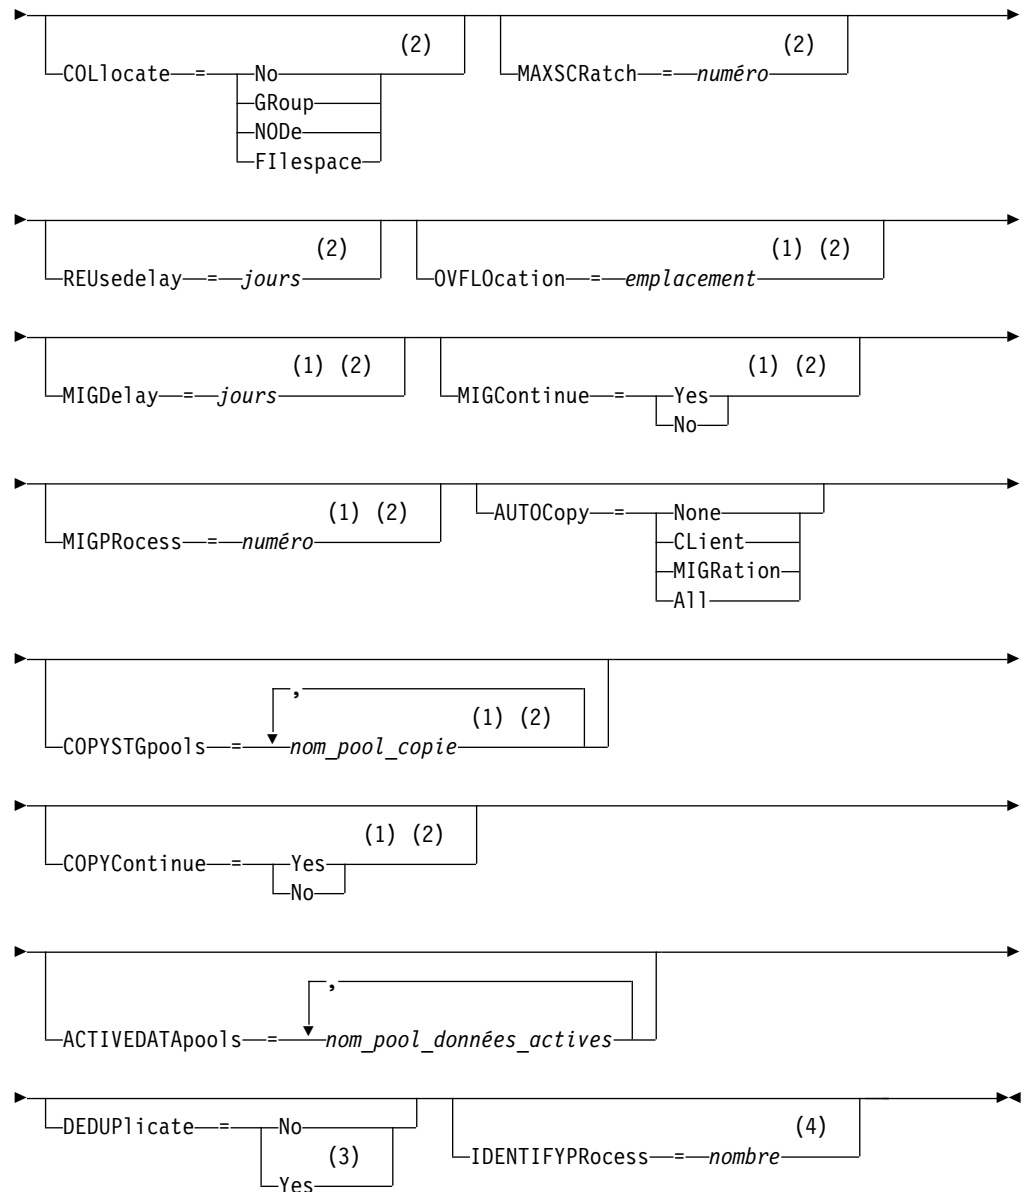 (2) (2)
COLlocate = No MAXSCRatch = numéro
GRoup
NODe
FIlespace
(2) (1) (2)
REUsedelay = jours OVFLOcation = emplacement
(1) (2) (1) (2)
MIGDelay = jours MIGContinue = Yes
No
(1) (2) AUTOCopy = None
MIGPRocess = numéro CLient
MIGRation
All
,
(1) (2)
COPYSTGpools = nom_pool_copie
(1) (2)
COPYContinue = Yes
No
,
ACTIVEDATApools = nom_pool_données_actives
DEDUPlicate = No (4)
(3) IDENTIFYPRocess = nombre
Yes